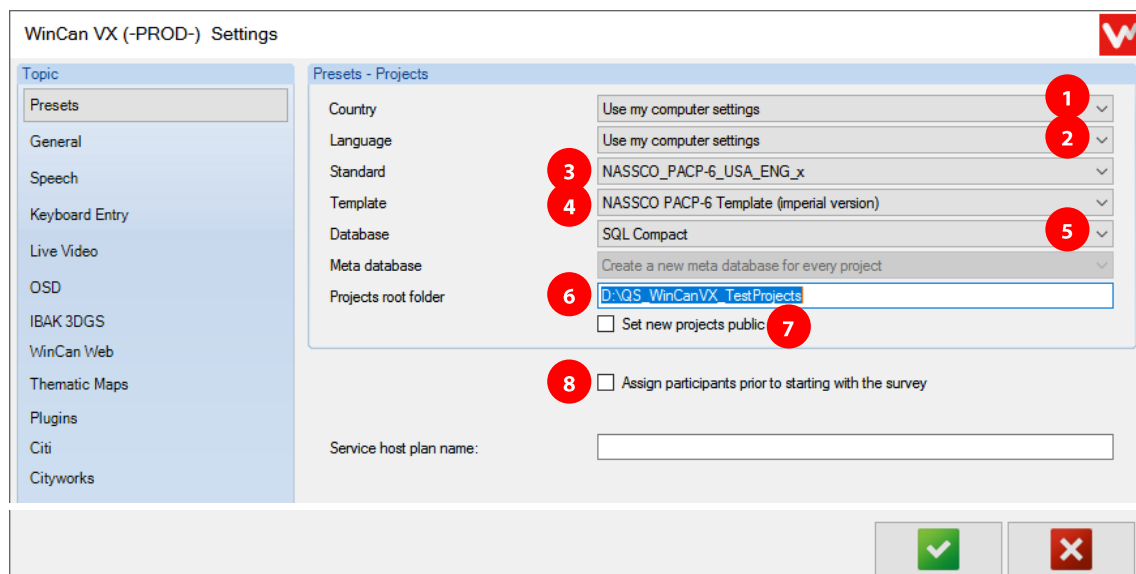 WinCan VX (-PROD-) Settings
Topic
Presets
General
Speech
Keyboard Entry
Live Video
OSD
IBAK 3DGS
WinCan Web
Thematic Maps
Plugins
Citi
Cityworks
Presets - Projects
Country Use my computer settings 1
Language Use my computer settings 2
Standard 3 NASSCO_PACP-6_USA_ENG_x
Template 4 NASSCO PACP-6 Template (imperial version)
Database SQL Compact 5
Meta database Create a new meta database for every project
Projects root folder 6 D:\QS_WinCanVX_TestProjects
Set new projects public 7
8 Assign participants prior to starting with the survey
Service host plan name: